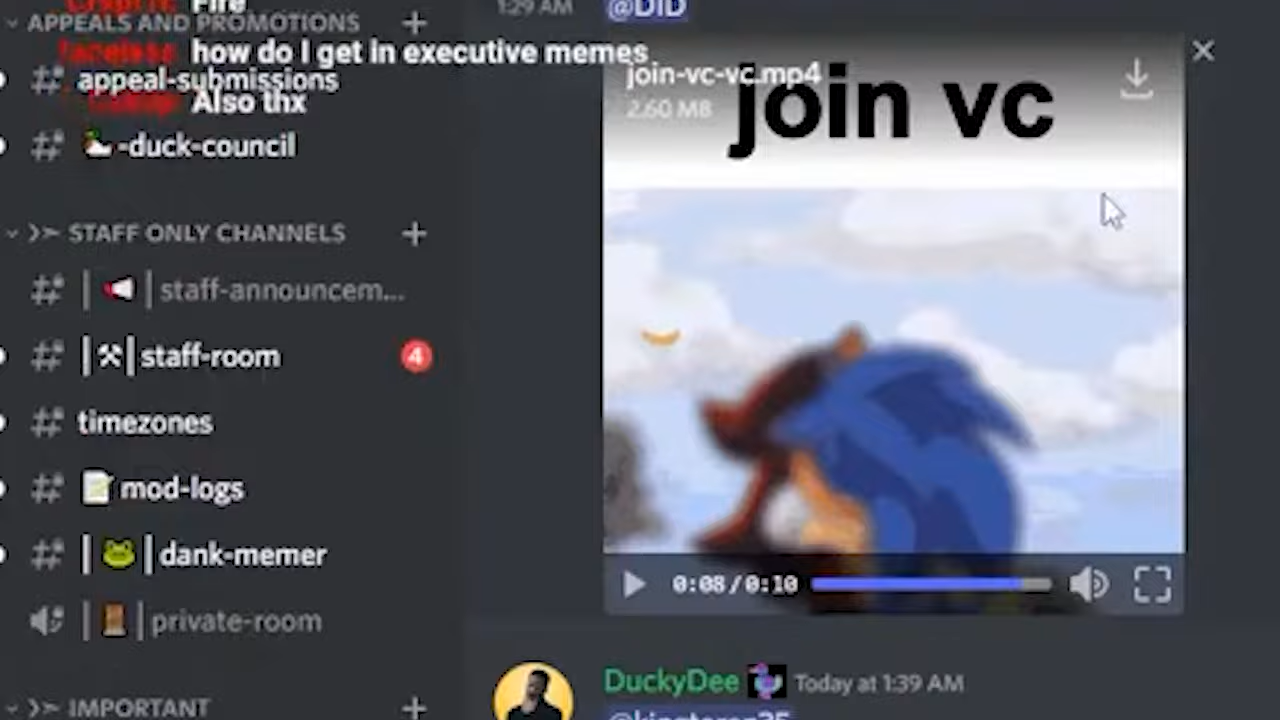 APPEALS AND PROMOTIONS
Fire
how do I get in executive memes
appeal-submissions
Also thx
-duck-council
STAFF ONLY CHANNELS
staff-announcem...
staff-room
4
timezones
mod-logs
dank-memer
private-room
IMPORTANT
1:29 AM @DID
join-vc-vc.mp4
2.60 MB
join vc
0:08/0:10
DuckyDee Today at 1:39 AM